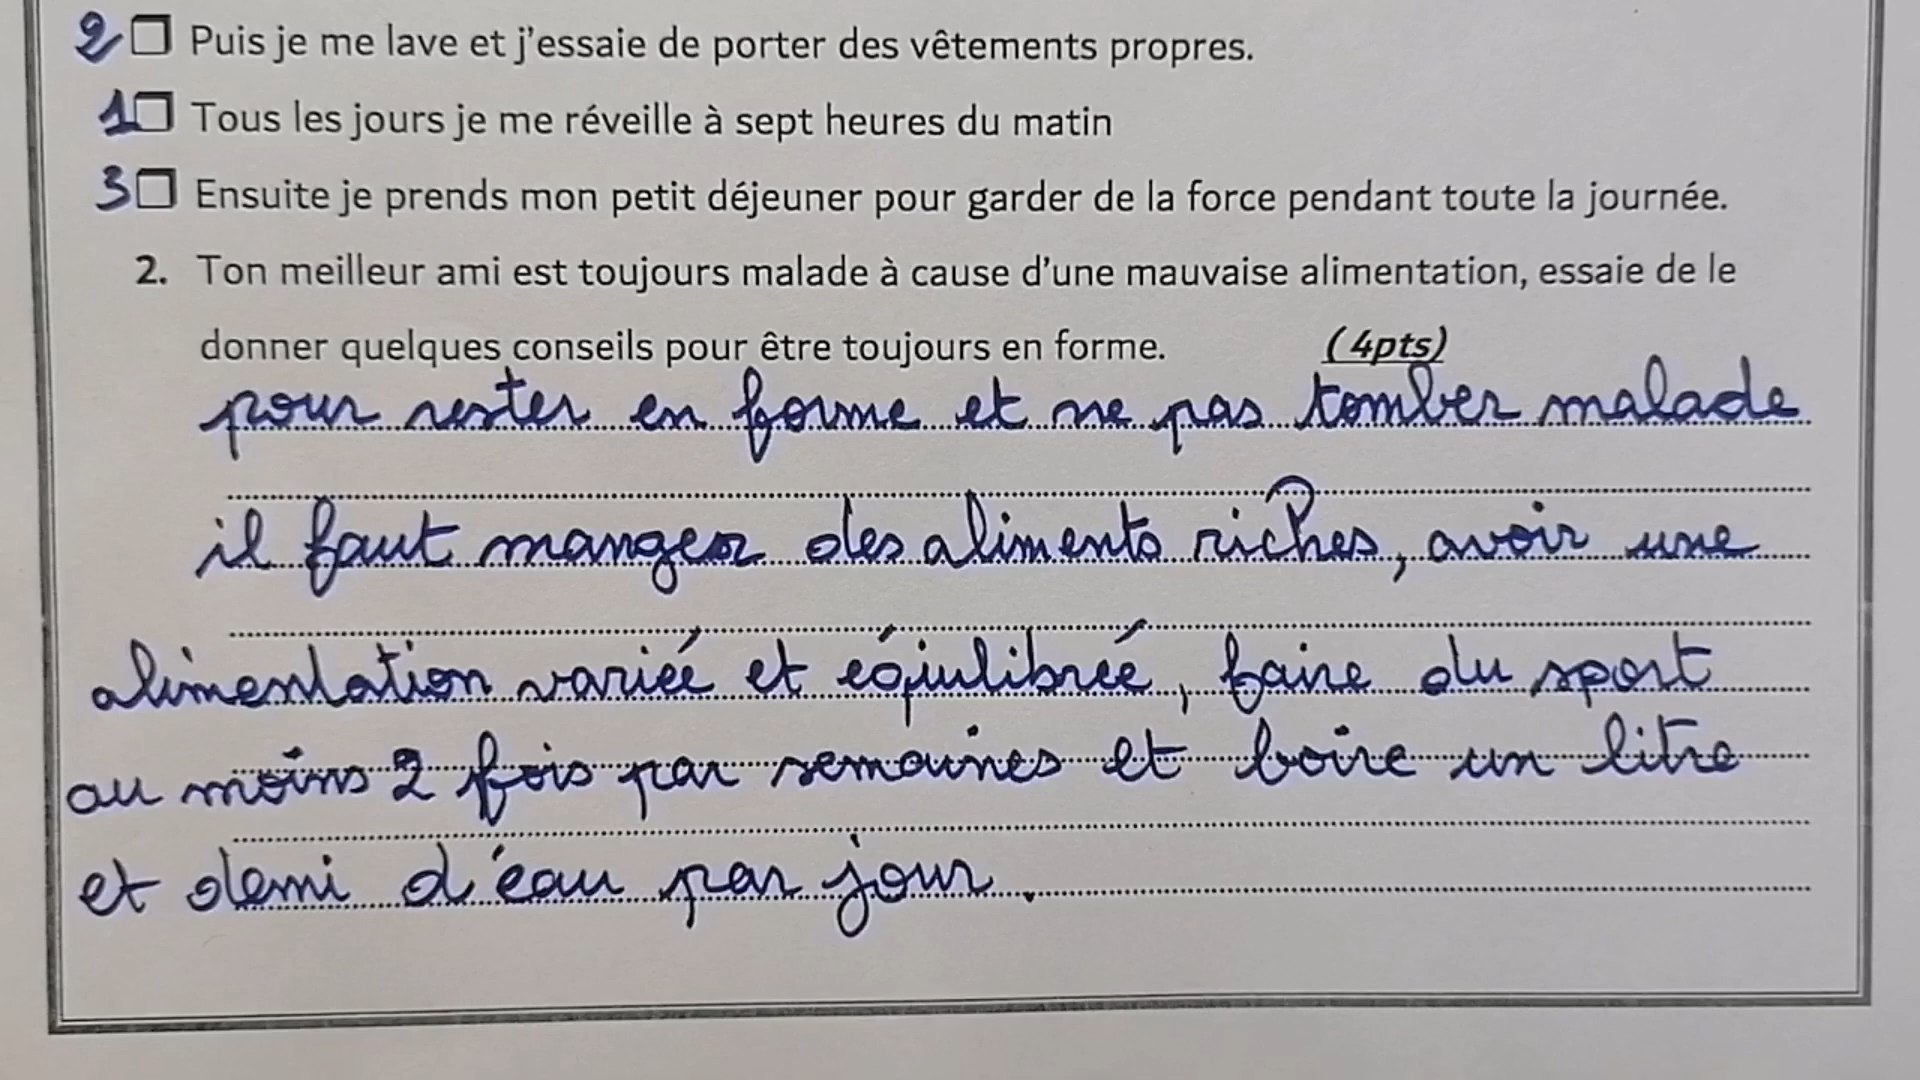 2 ☐ Puis je me lave et j'essaie de porter des vêtements propres.
1 ☐ Tous les jours je me réveille à sept heures du matin
3 ☐ Ensuite je prends mon petit déjeuner pour garder de la force pendant toute la journée.
2. Ton meilleur ami est toujours malade à cause d'une mauvaise alimentation, essaie de le
donner quelques conseils pour être toujours en forme. (4pts)
pour rester en forme et ne pas tomber malade
il faut manger des aliments riches, avoir une
alimentation variéé et éqiulibréé, faire du sport
au moins 2 fois par semaines et boire un litre
et demi d'éau par jour.